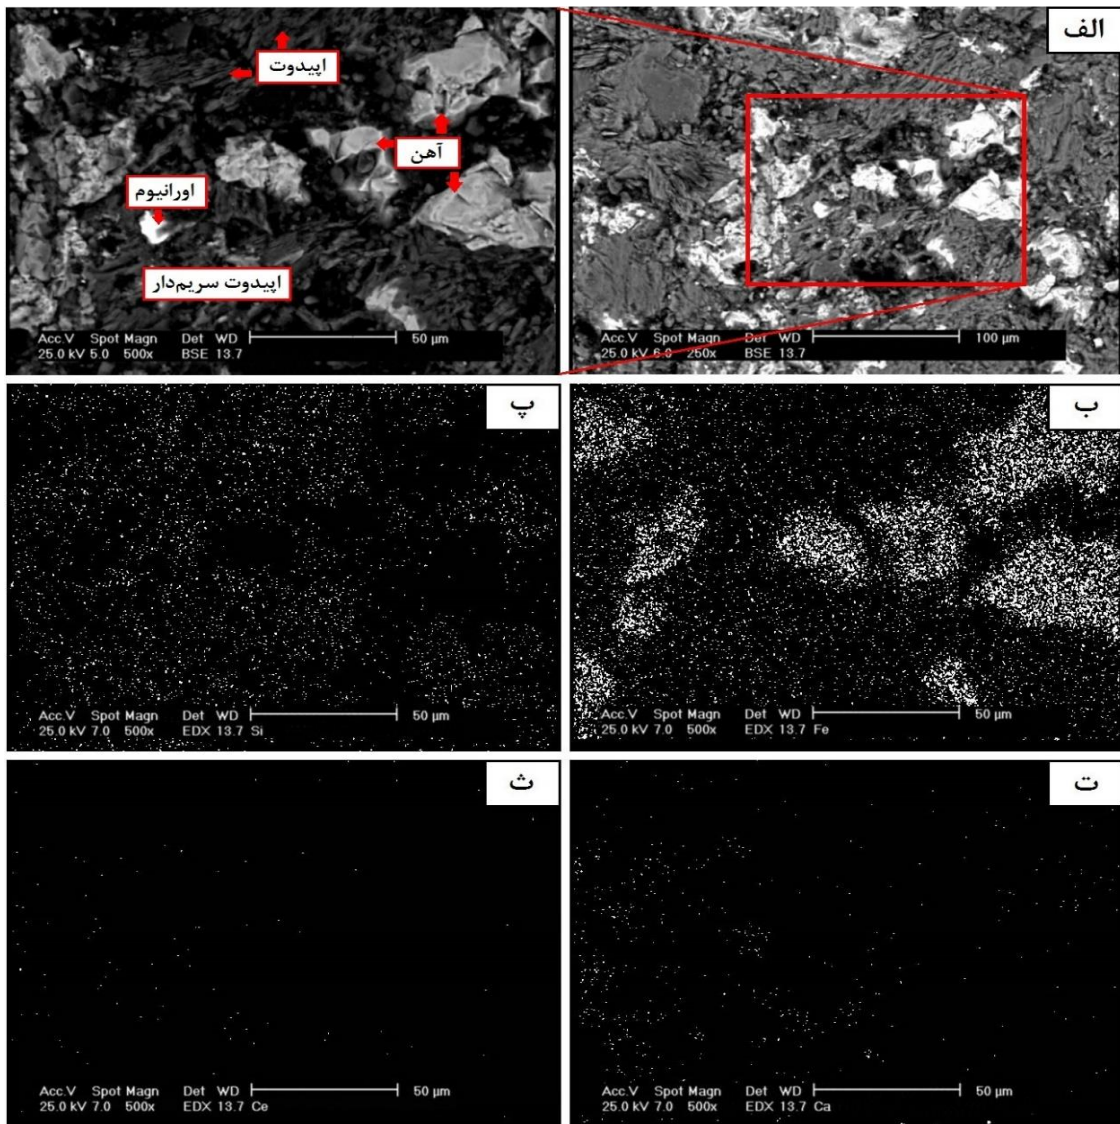 الف
Acc.V Spot Magn Det WD 100 µm
25.0 kV 6.0 250x BSE 13.7
اپیدوت
آهن
اورانیوم
اپیدوت سریم‌دار
Acc.V Spot Magn Det WD 50 µm
25.0 kV 5.0 500x BSE 13.7
ب
Acc.V Spot Magn Det WD 50 µm
25.0 kV 7.0 500x EDX 13.7 Fe
پ
Acc.V Spot Magn Det WD 50 µm
25.0 kV 7.0 500x EDX 13.7 Si
ت
Acc.V Spot Magn Det WD 50 µm
25.0 kV 7.0 500x EDX 13.7 Ca
ث
Acc.V Spot Magn Det WD 50 µm
25.0 kV 7.0 500x EDX 13.7 Ce